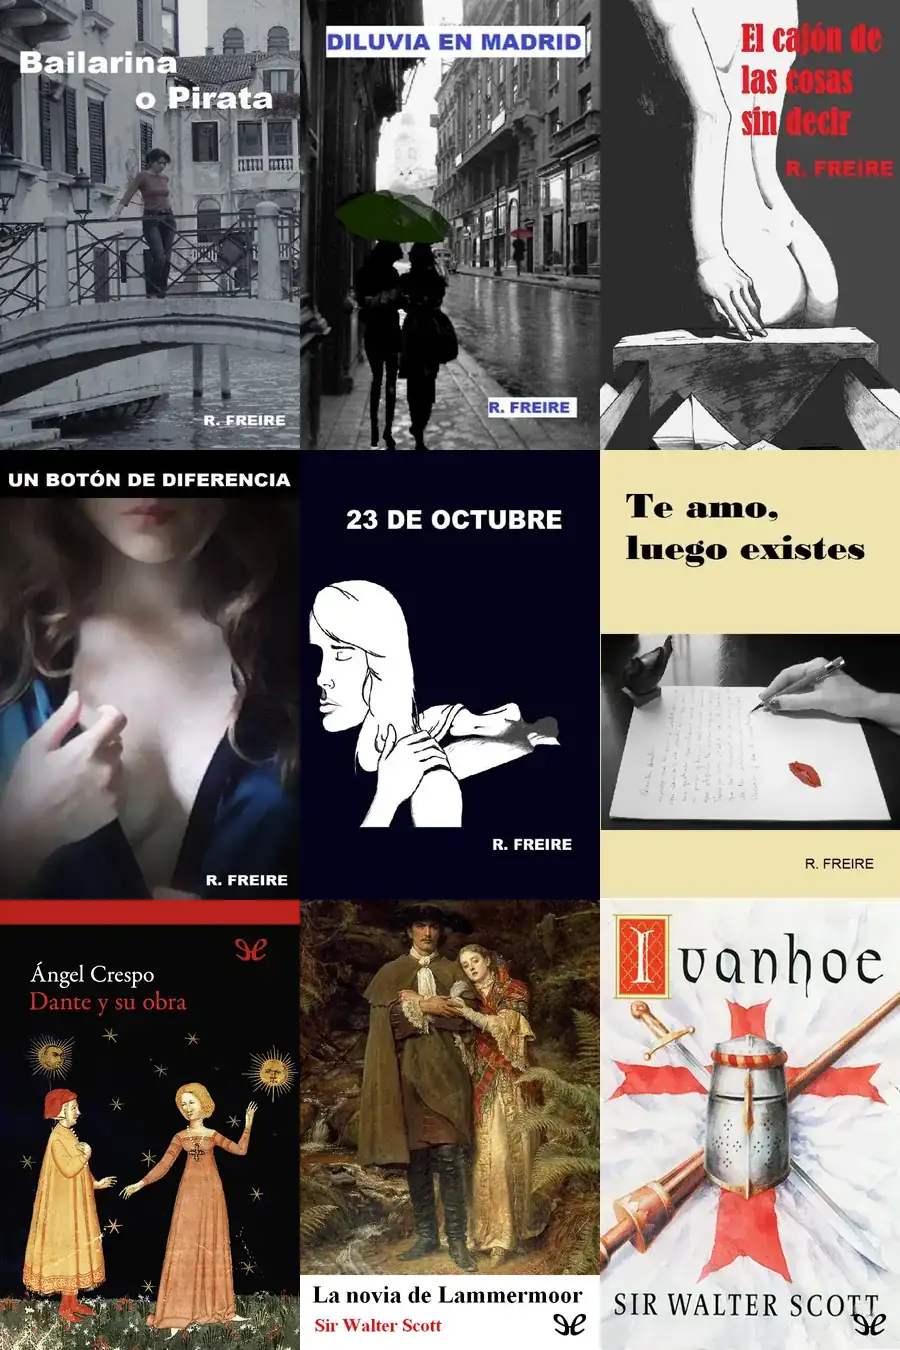 Bailarina
o Pirata
R. FREIRE
DILUVIA EN MADRID
R. FREIRE
El cajón de
las cosas
sin decir
R. FREIRE
UN BOTÓN DE DIFERENCIA
R. FREIRE
23 DE OCTUBRE
R. FREIRE
Te amo,
luego existes
R. FREIRE
Ángel Crespo
Dante y su obra
La novia de Lammermoor
Sir Walter Scott
Ivanhoe
SIR WALTER SCOTT